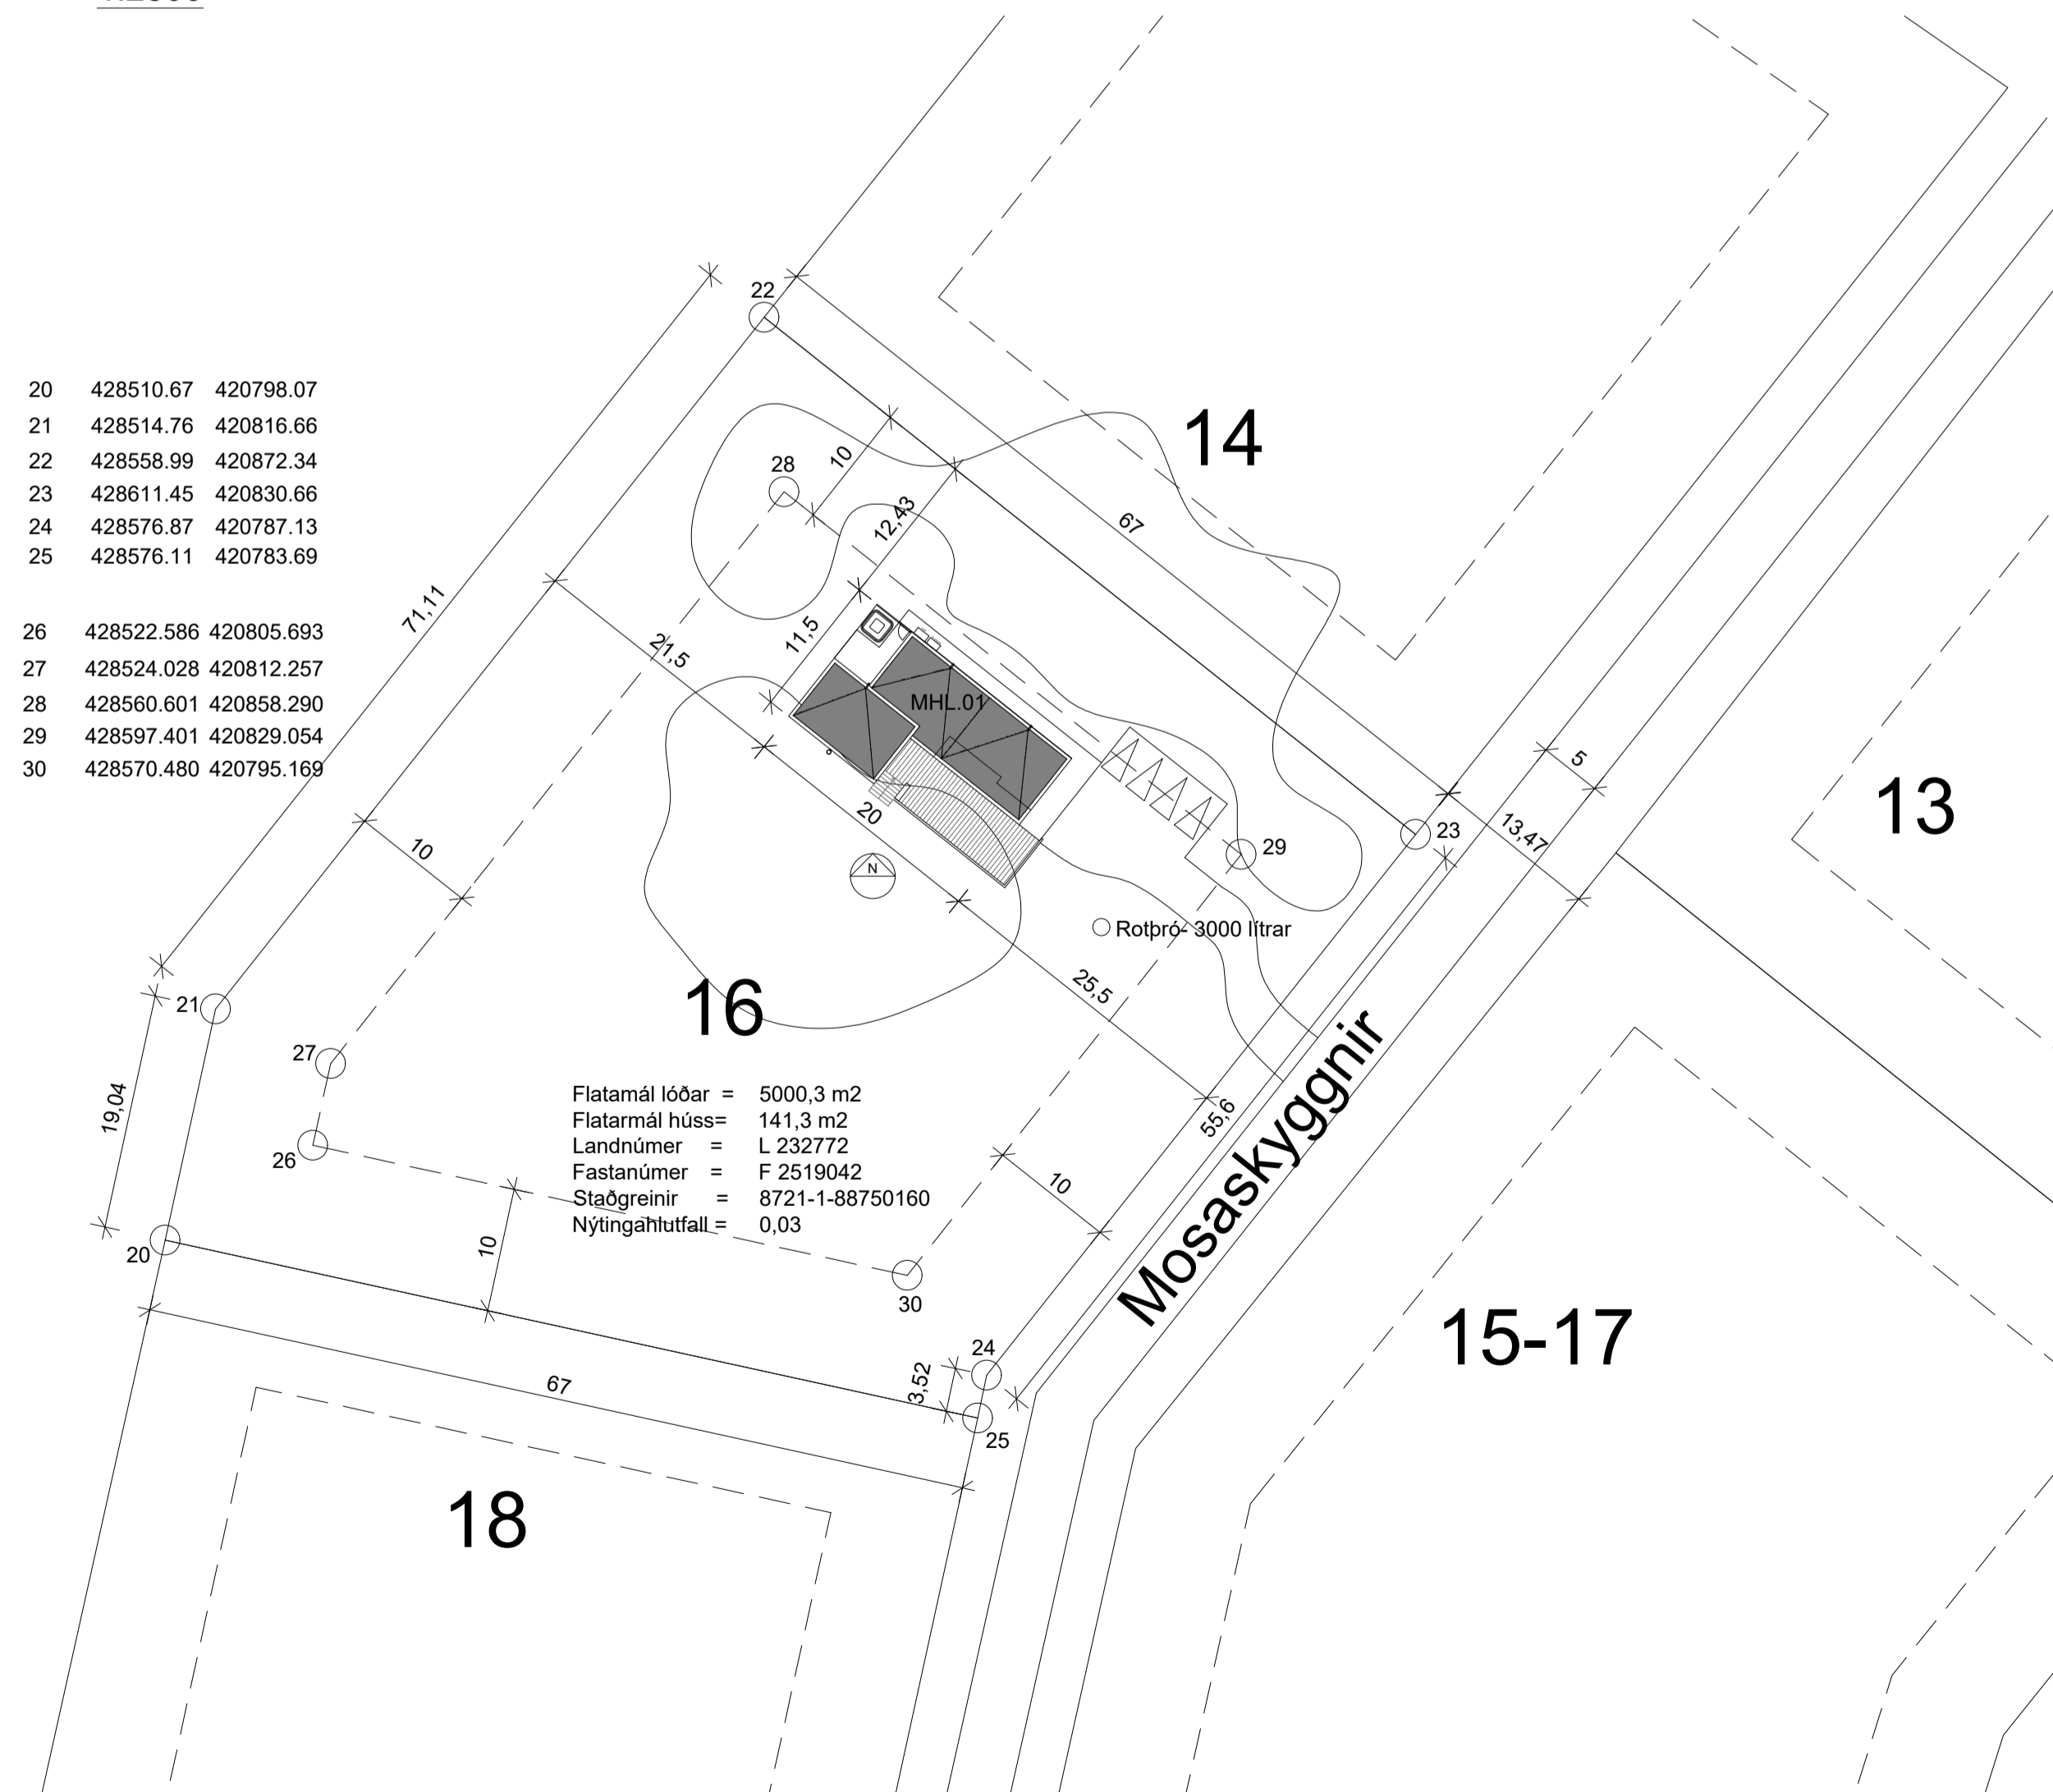 20 428510.67 420798.07
21 428514.76 420816.66
22 428558.99 420872.34
23 428611.45 420830.66
24 428576.87 420787.13
25 428576.11 420783.69
26 428522.586 420805.693
27 428524.028 420812.257
28 428560.601 420858.290
29 428597.401 420829.054
30 428570.480 420795.169
22
14
28
10
12,43
67
71,11
11,5
21,5
MHL.01
5
13
20
23
13,47
10
29
N
Rotþró- 3000 lítrar
25,5
21
16
27
19,04
55,6
Mosaskyggnir
Flatamál lóðar = 5000,3 m2
Flatarmál húss= 141,3 m2
Landnúmer = L 232772
Fastanúmer = F 2519042
Staðgreinir = 8721-1-88750160
Nýtingahlutfall = 0,03
26
10
10
20
30
15-17
24
3,52
67
25
18